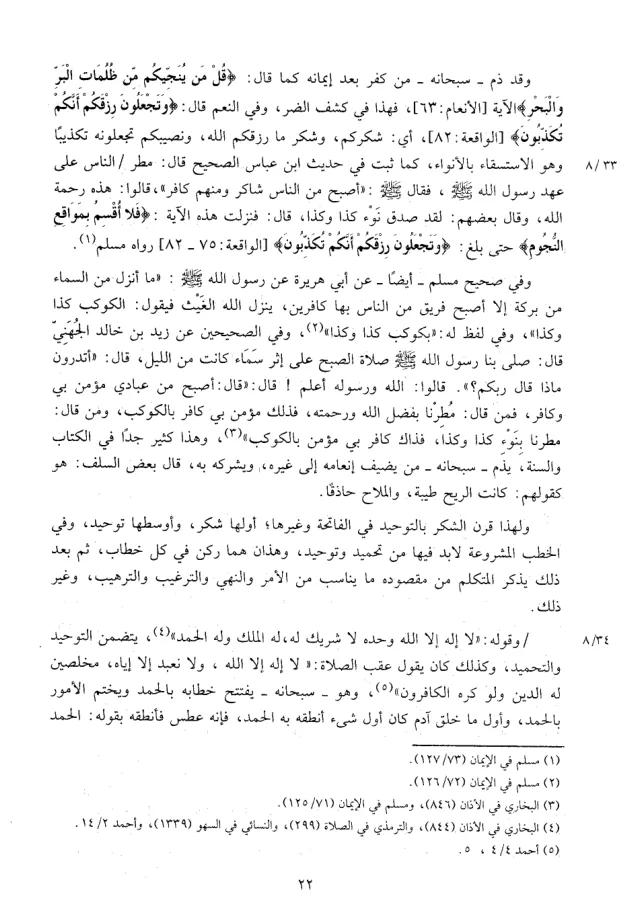 وقد ذم ـ سبحانه ـ من كفر بعد إيمانه كما قال: ﴿قُلْ مَن يُنَجِّيكُم مِّن ظُلُمَاتِ الْبَرِّ
وَالْبَحْرِ﴾الآية [الأنعام:٦٣]، فهذا في كشف الضر، وفي النعم قال:﴿وَتَجْعَلُونَ رِزْقَكُمْ أَنَّكُمْ
تُكَذِّبُونَ﴾ [الواقعة:٨٢]، أي: شكركم، وشكر ما رزقكم الله، ونصيبكم تجعلونه تكذيبًا
٨/٣٣ وهو الاستسقاء بالأنواء، كما ثبت في حديث ابن عباس الصحيح قال: مطر /الناس على
عهد رسول الله ﷺ ، فقال ﷺ :«أصبح من الناس شاكر ومنهم كافر»،قالوا: هذه رحمة
الله، وقال بعضهم: لقد صدق نَوْء كذا وكذا، قال: فنزلت هذه الآية :﴿فَلا أُقْسِمُ بِمَوَاقِعِ
النُّجُومِ﴾ حتى بلغ: ﴿وَتَجْعَلُونَ رِزْقَكُمْ أَنَّكُمْ تُكَذِّبُونَ﴾ [الواقعة:٧٥ ـ ٨٢] رواه مسلم(١).
وفي صحيح مسلم ـ أيضًا ـ عن أبي هريرة عن رسول الله ﷺ : «ما أنزل من السماء
من بركة إلا أصبح فريق من الناس بها كافرين، ينزل الله الغَيْث فيقول: الكوكب كذا
وكذا»، وفي لفظ له:«بكوكب كذا وكذا»(٢)، وفي الصحيحين عن زيد بن خالد الجُهَنِيِّ
قال: صلى بنا رسول الله ﷺ صلاة الصبح على إثر سَمَاء كانت من الليل، قال: «أتدرون
ماذا قال ربكم؟». قالوا: الله ورسوله أعلم ! قال:«قال:أصبح من عبادي مؤمن بي
وكافر، فمن قال: مُطِرْنا بفضل الله ورحمته، فذلك مؤمن بي كافر بالكوكب، ومن قال:
مطرنا بِنَوْء كذا وكذا، فذاك كافر بي مؤمن بالكوكب»(٣)، وهذا كثير جدًا في الكتاب
والسنة، يذم ـ سبحانه ـ من يضيف إنعامه إلى غيره، ويشركه به، قال بعض السلف: هو
كقولهم: كانت الريح طيبة، والملاح حاذقًا.
ولهذا قرن الشكر بالتوحيد في الفاتحة وغيرها؛ أولها شكر، وأوسطها توحيد، وفي
الخطب المشروعة لابد فيها من تحميد وتوحيد، وهذان هما ركن في كل خطاب، ثم بعد
ذلك يذكر المتكلم من مقصوده ما يناسب من الأمر والنهي والترغيب والترهيب، وغير
ذلك.
٨/٣٤ / وقوله:«لا إله إلا الله وحده لا شريك له،له الملك وله الحمد»(٤)، يتضمن التوحيد
والتحميد، وكذلك كان يقول عقب الصلاة:« لا إله إلا الله ، ولا نعبد إلا إياه، مخلصين
له الدين ولو كره الكافرون»(٥)، وهو ـ سبحانه ـ يفتتح خطابه بالحمد ويختم الأمور
بالحمد، وأول ما خلق آدم كان أول شىء أنطقه به الحمد، فإنه عطس فأنطقه بقوله: الحمد
(١) مسلم في الإيمان (١٢٧/٧٣).
(٢) مسلم في الإيمان (١٢٦/٧٢).
(٣) البخاري في الأذان (٨٤٦)، ومسلم في الإيمان (١٢٥/٧١).
(٤) البخاري في الأذان (٨٤٤)، والترمذي في الصلاة (٢٩٩)، والنسائي في السهو (١٣٣٩)، وأحمد ١٤/٢.
(٥) أحمد ٤/٤ ، ٥.
٢٢